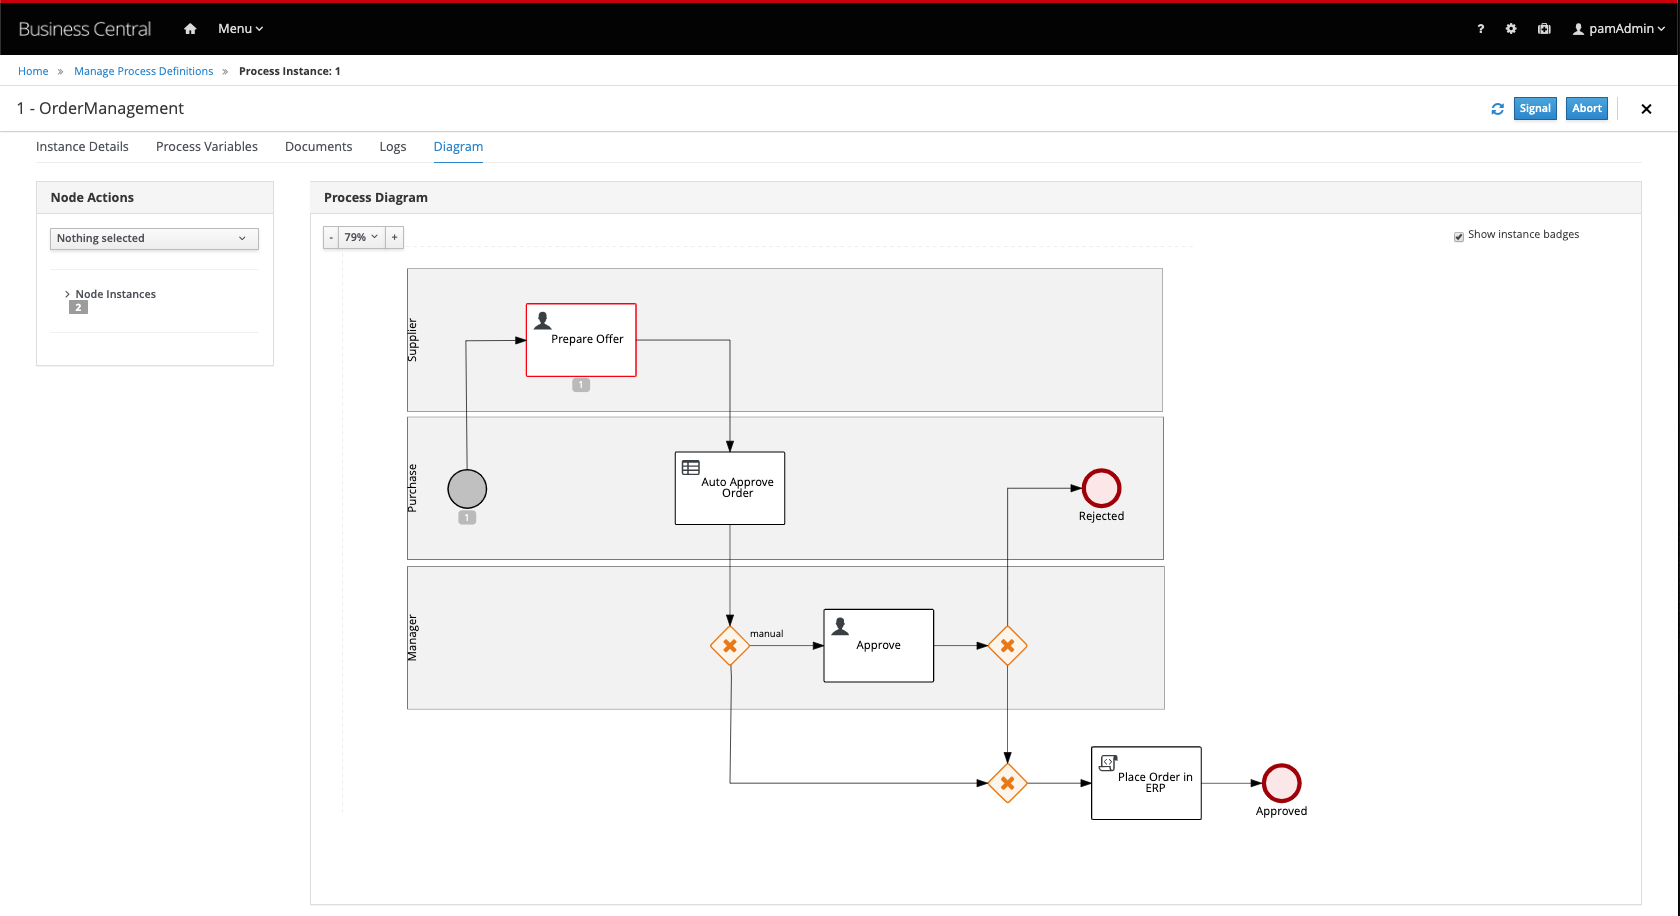 Business Central
Menu
?
pamAdmin
Home » Manage Process Definitions » Process Instance: 1
1 - OrderManagement
Signal
Abort
Instance Details
Process Variables
Documents
Logs
Diagram
Node Actions
Nothing selected
Node Instances
2
Process Diagram
- 79% +
Show instance badges
Supplier
Prepare Offer
1
Purchase
1
Auto Approve
Order
Rejected
Manager
manual
Approve
Place Order in
ERP
Approved